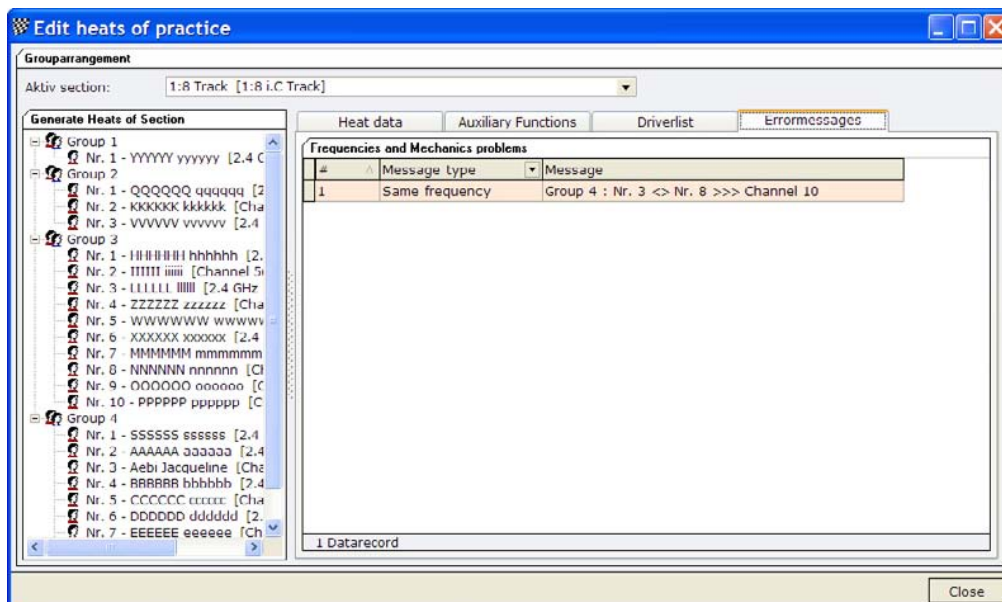 Edit heats of practice
Grouparrangement
Aktiv section: 1:8 Track [1:8 i.C Track]
Generate Heats of Section
Group 1
Nr. 1 - YYYYYY yyyyyy [2.4 G
Group 2
Nr. 1 - QQQQQQ qqqqqq [2
Nr. 2 - KKKKKK kkkkkk [Cha
Nr. 3 - VVVVVV vvvvvv [2.4
Group 3
Nr. 1 - HHHHHH hhhhhh [2.
Nr. 2 - IIIIII iiiiii [Channel 5
Nr. 3 - LLLLLL llllll [2.4 GHz
Nr. 4 - ZZZZZZ zzzzzz [Cha
Nr. 5 - WWWWWW wwwwv
Nr. 6 - XXXXXX xxxxxx [2.4
Nr. 7 - MMMMMM mmmmmm
Nr. 8 - NNNNNN nnnnnn [Cl
Nr. 9 - OOOOOO oooooo [C
Nr. 10 - PPPPPP pppppp [C
Group 4
Nr. 1 - SSSSSS ssssss [2.4
Nr. 2 - AAAAAA aaaaaa [2.4
Nr. 3 - Aebi Jacqueline [Cha
Nr. 4 - BBBBBB bbbbbb [2.4
Nr. 5 - CCCCCC cccccc [Cha
Nr. 6 - DDDDDD dddddd [2.
Nr. 7 - EEEEEE eeeeee [Ch
Heat data Auxiliary Functions Driverlist Errormessages
Frequencies and Mechanics problems
# Message type Message
1 Same frequency Group 4 : Nr. 3 <> Nr. 8 >>> Channel 10
1 Datarecord
Close